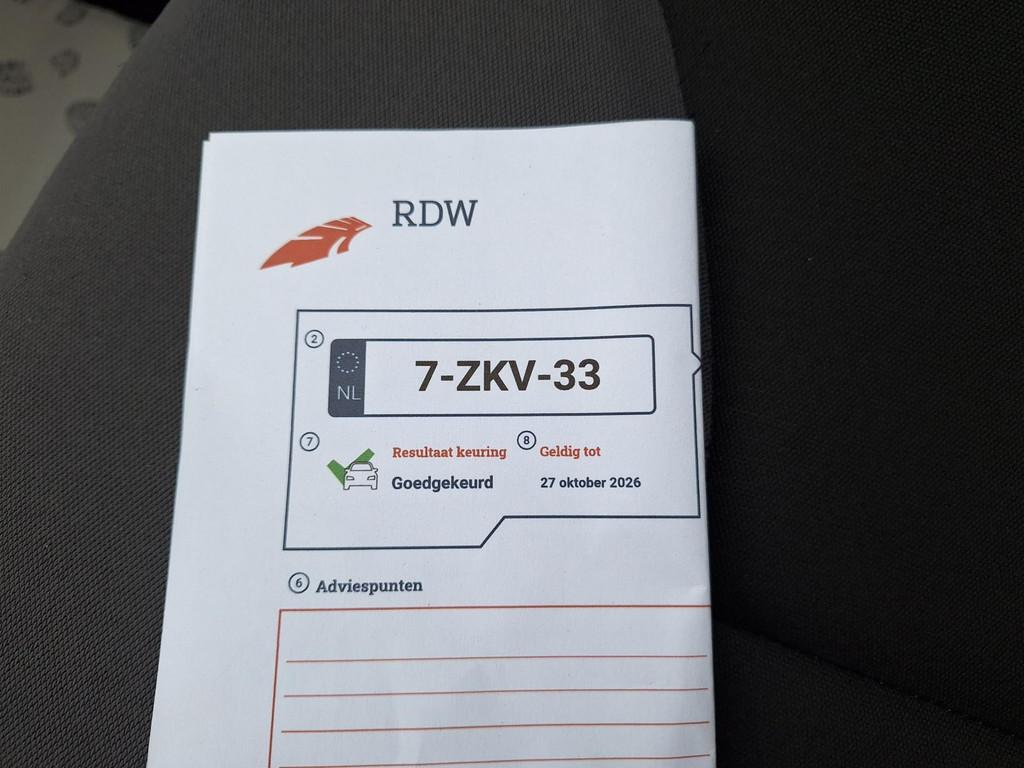 RDW
2
NL
7-ZKV-33
7
Resultaat keuring
8
Geldig tot
Goedgekeurd
27 oktober 2026
6 Adviespunten